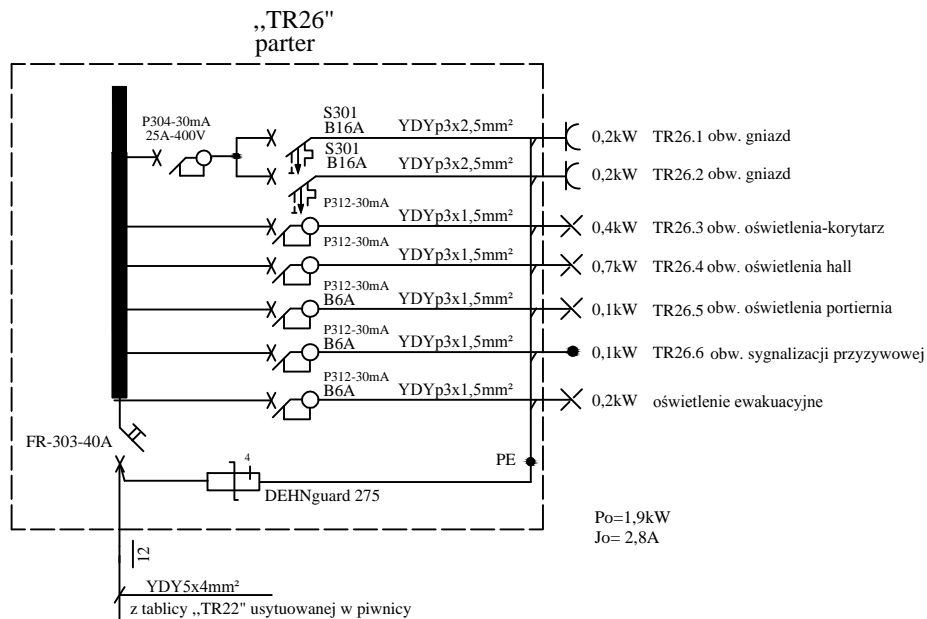 ,,TR26"
parter
P304-30mA
25A-400V
S301
B16A
YDYp3x2,5mm²
0,2kW TR26.1 obw. gniazd
S301
B16A
YDYp3x2,5mm²
0,2kW TR26.2 obw. gniazd
P312-30mA
YDYp3x1,5mm²
0,4kW TR26.3 obw. oświetlenia-korytarz
P312-30mA
YDYp3x1,5mm²
0,7kW TR26.4 obw. oświetlenia hall
P312-30mA
B6A
YDYp3x1,5mm²
0,1kW TR26.5 obw. oświetlenia portiernia
P312-30mA
B6A
YDYp3x1,5mm²
0,1kW TR26.6 obw. sygnalizacji przyzywowej
P312-30mA
B6A
YDYp3x1,5mm²
0,2kW oświetlenie ewakuacyjne
FR-303-40A
PE
4
DEHNguard 275
Po=1,9kW
Jo= 2,8A
12
YDY5x4mm²
z tablicy ,,TR22" usytuowanej w piwnicy